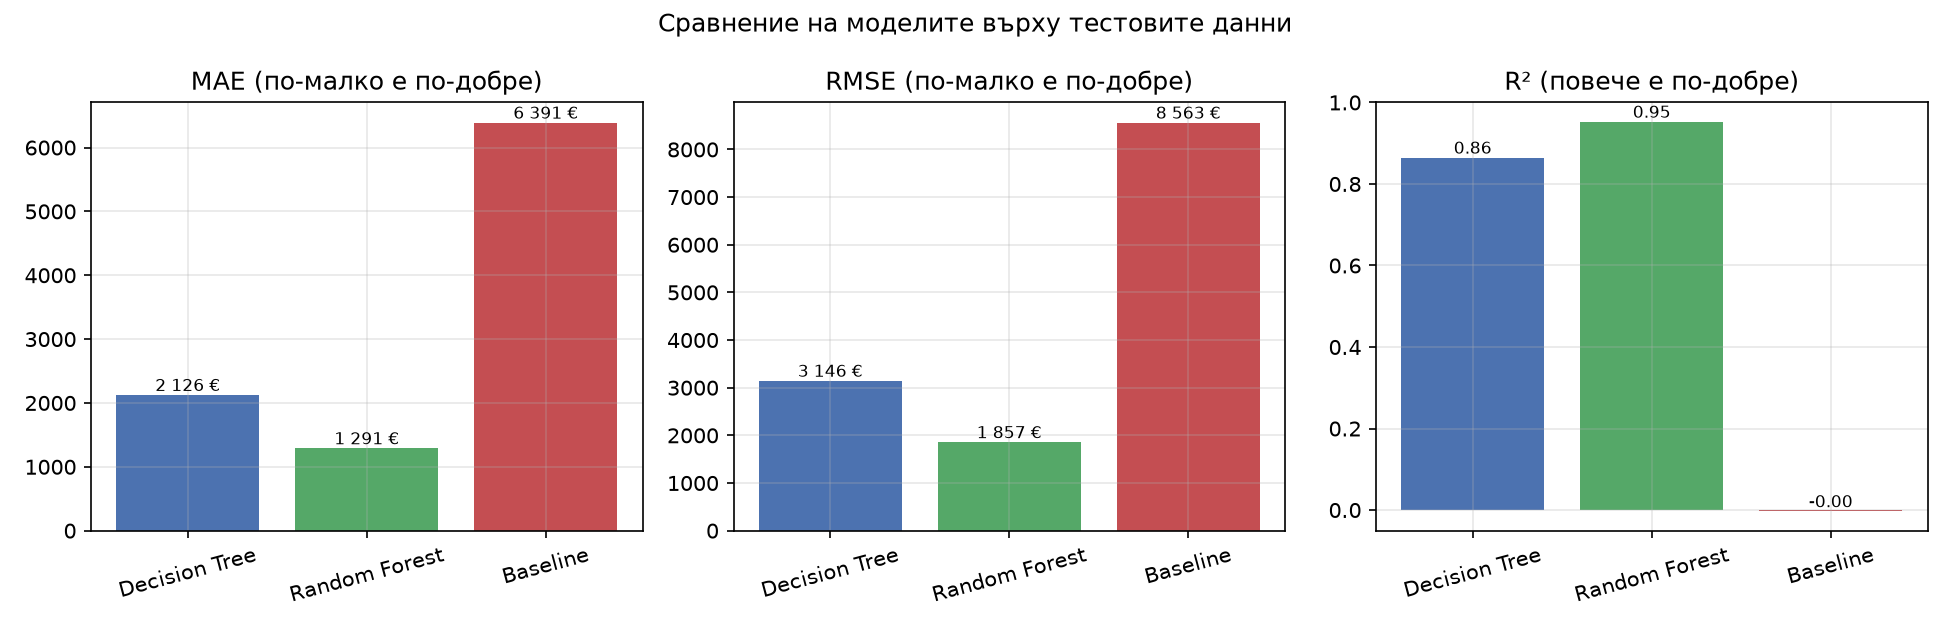 Сравнение на моделите върху тестовите данни
MAE (по-малко е по-добре)
6000
5000
4000
3000
2000
1000
0
2 126 €
1 291 €
6 391 €
Decision Tree
Random Forest
Baseline
RMSE (по-малко е по-добре)
8000
7000
6000
5000
4000
3000
2000
1000
0
3 146 €
1 857 €
8 563 €
Decision Tree
Random Forest
Baseline
R² (повече е по-добре)
1.0
0.8
0.6
0.4
0.2
0.0
0.86
0.95
-0.00
Decision Tree
Random Forest
Baseline